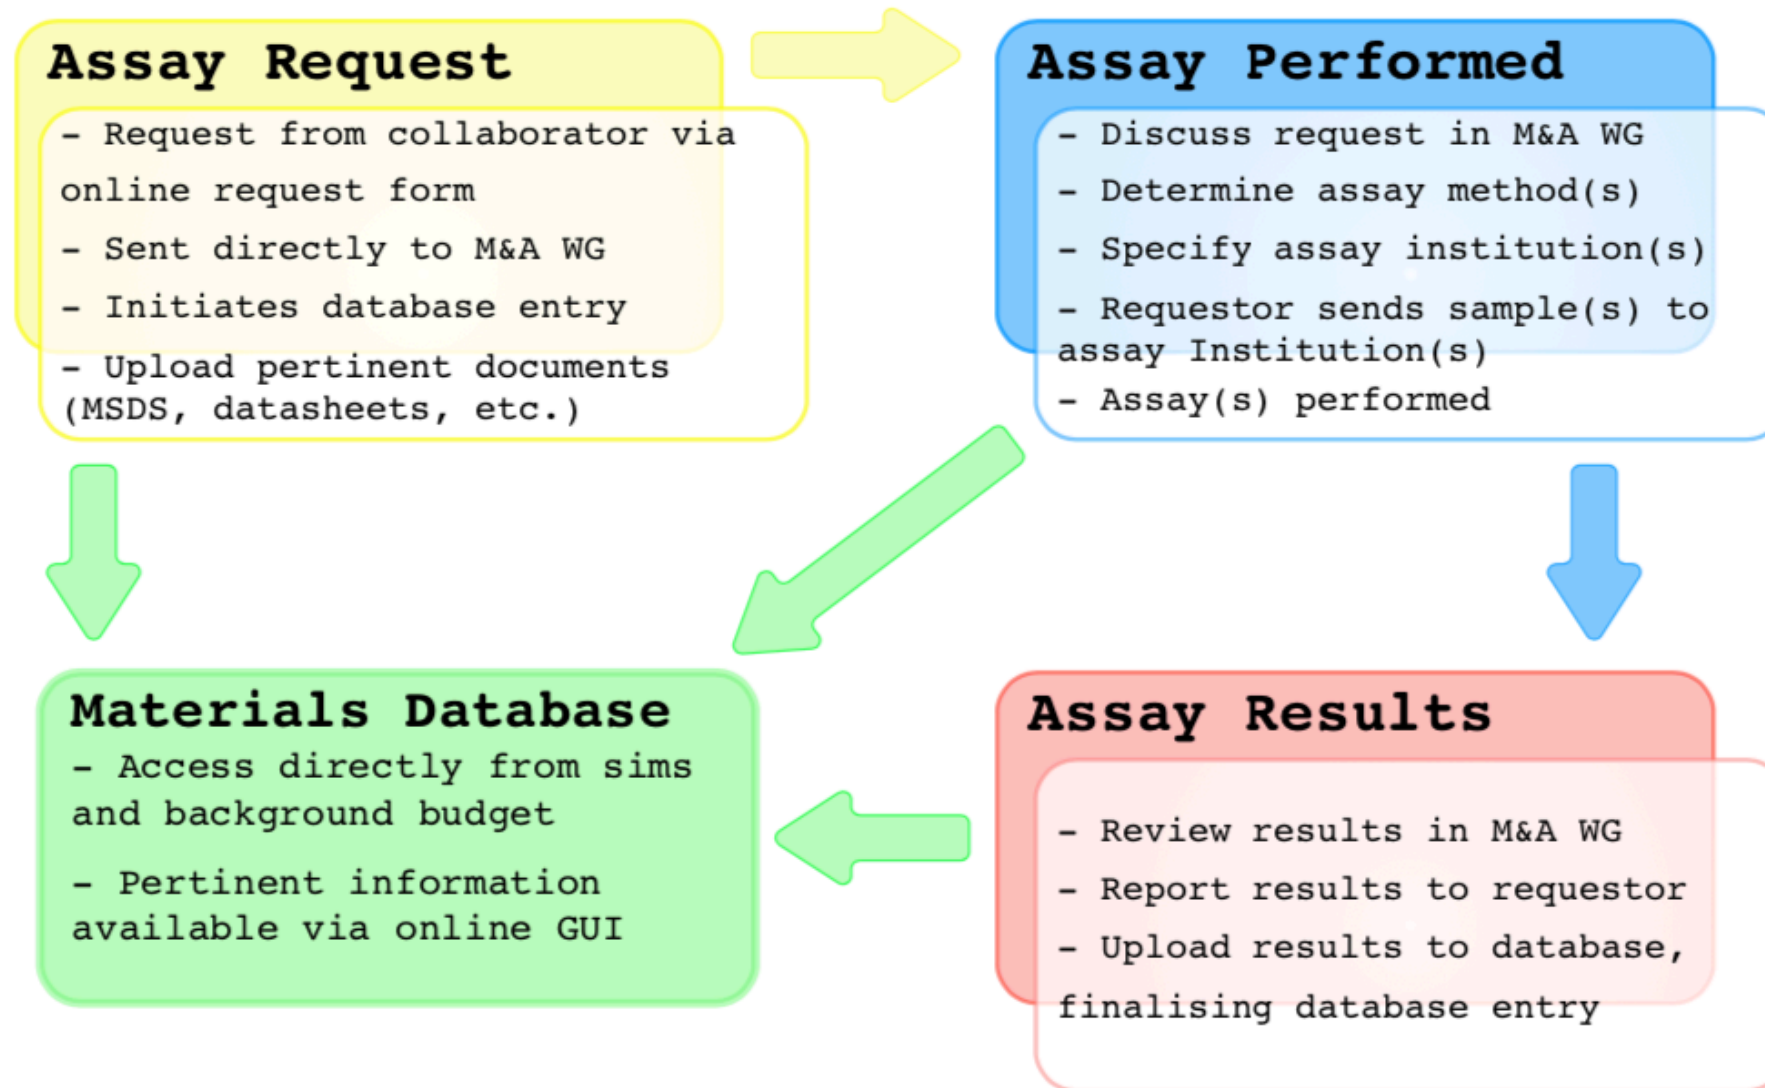 Assay Request
– Request from collaborator via
online request form
– Sent directly to M&A WG
– Initiates database entry
– Upload pertinent documents
(MSDS, datasheets, etc.)
Assay Performed
– Discuss request in M&A WG
– Determine assay method(s)
– Specify assay institution(s)
– Requestor sends sample(s) to
assay Institution(s)
– Assay(s) performed
Materials Database
– Access directly from sims
and background budget
– Pertinent information
available via online GUI
Assay Results
– Review results in M&A WG
– Report results to requestor
– Upload results to database,
finalising database entry